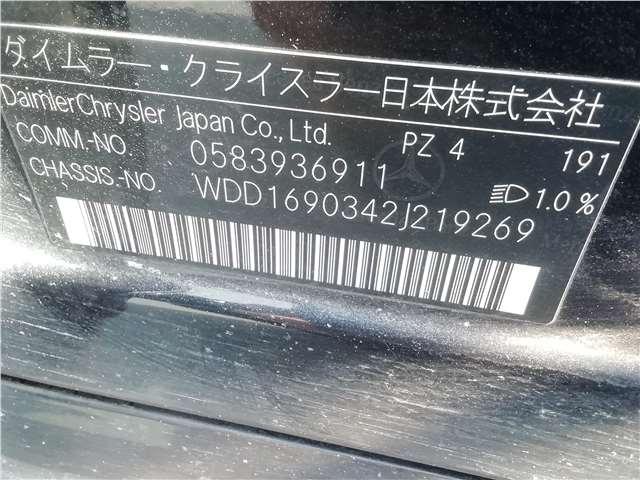 ダイムラー・クライスラー日本株式会社
DaimlerChrysler Japan Co., Ltd.
COMM.-NO 0583936911 PZ 4 191
CHASSIS.-NO. WDD1690342J219269 1.0 %